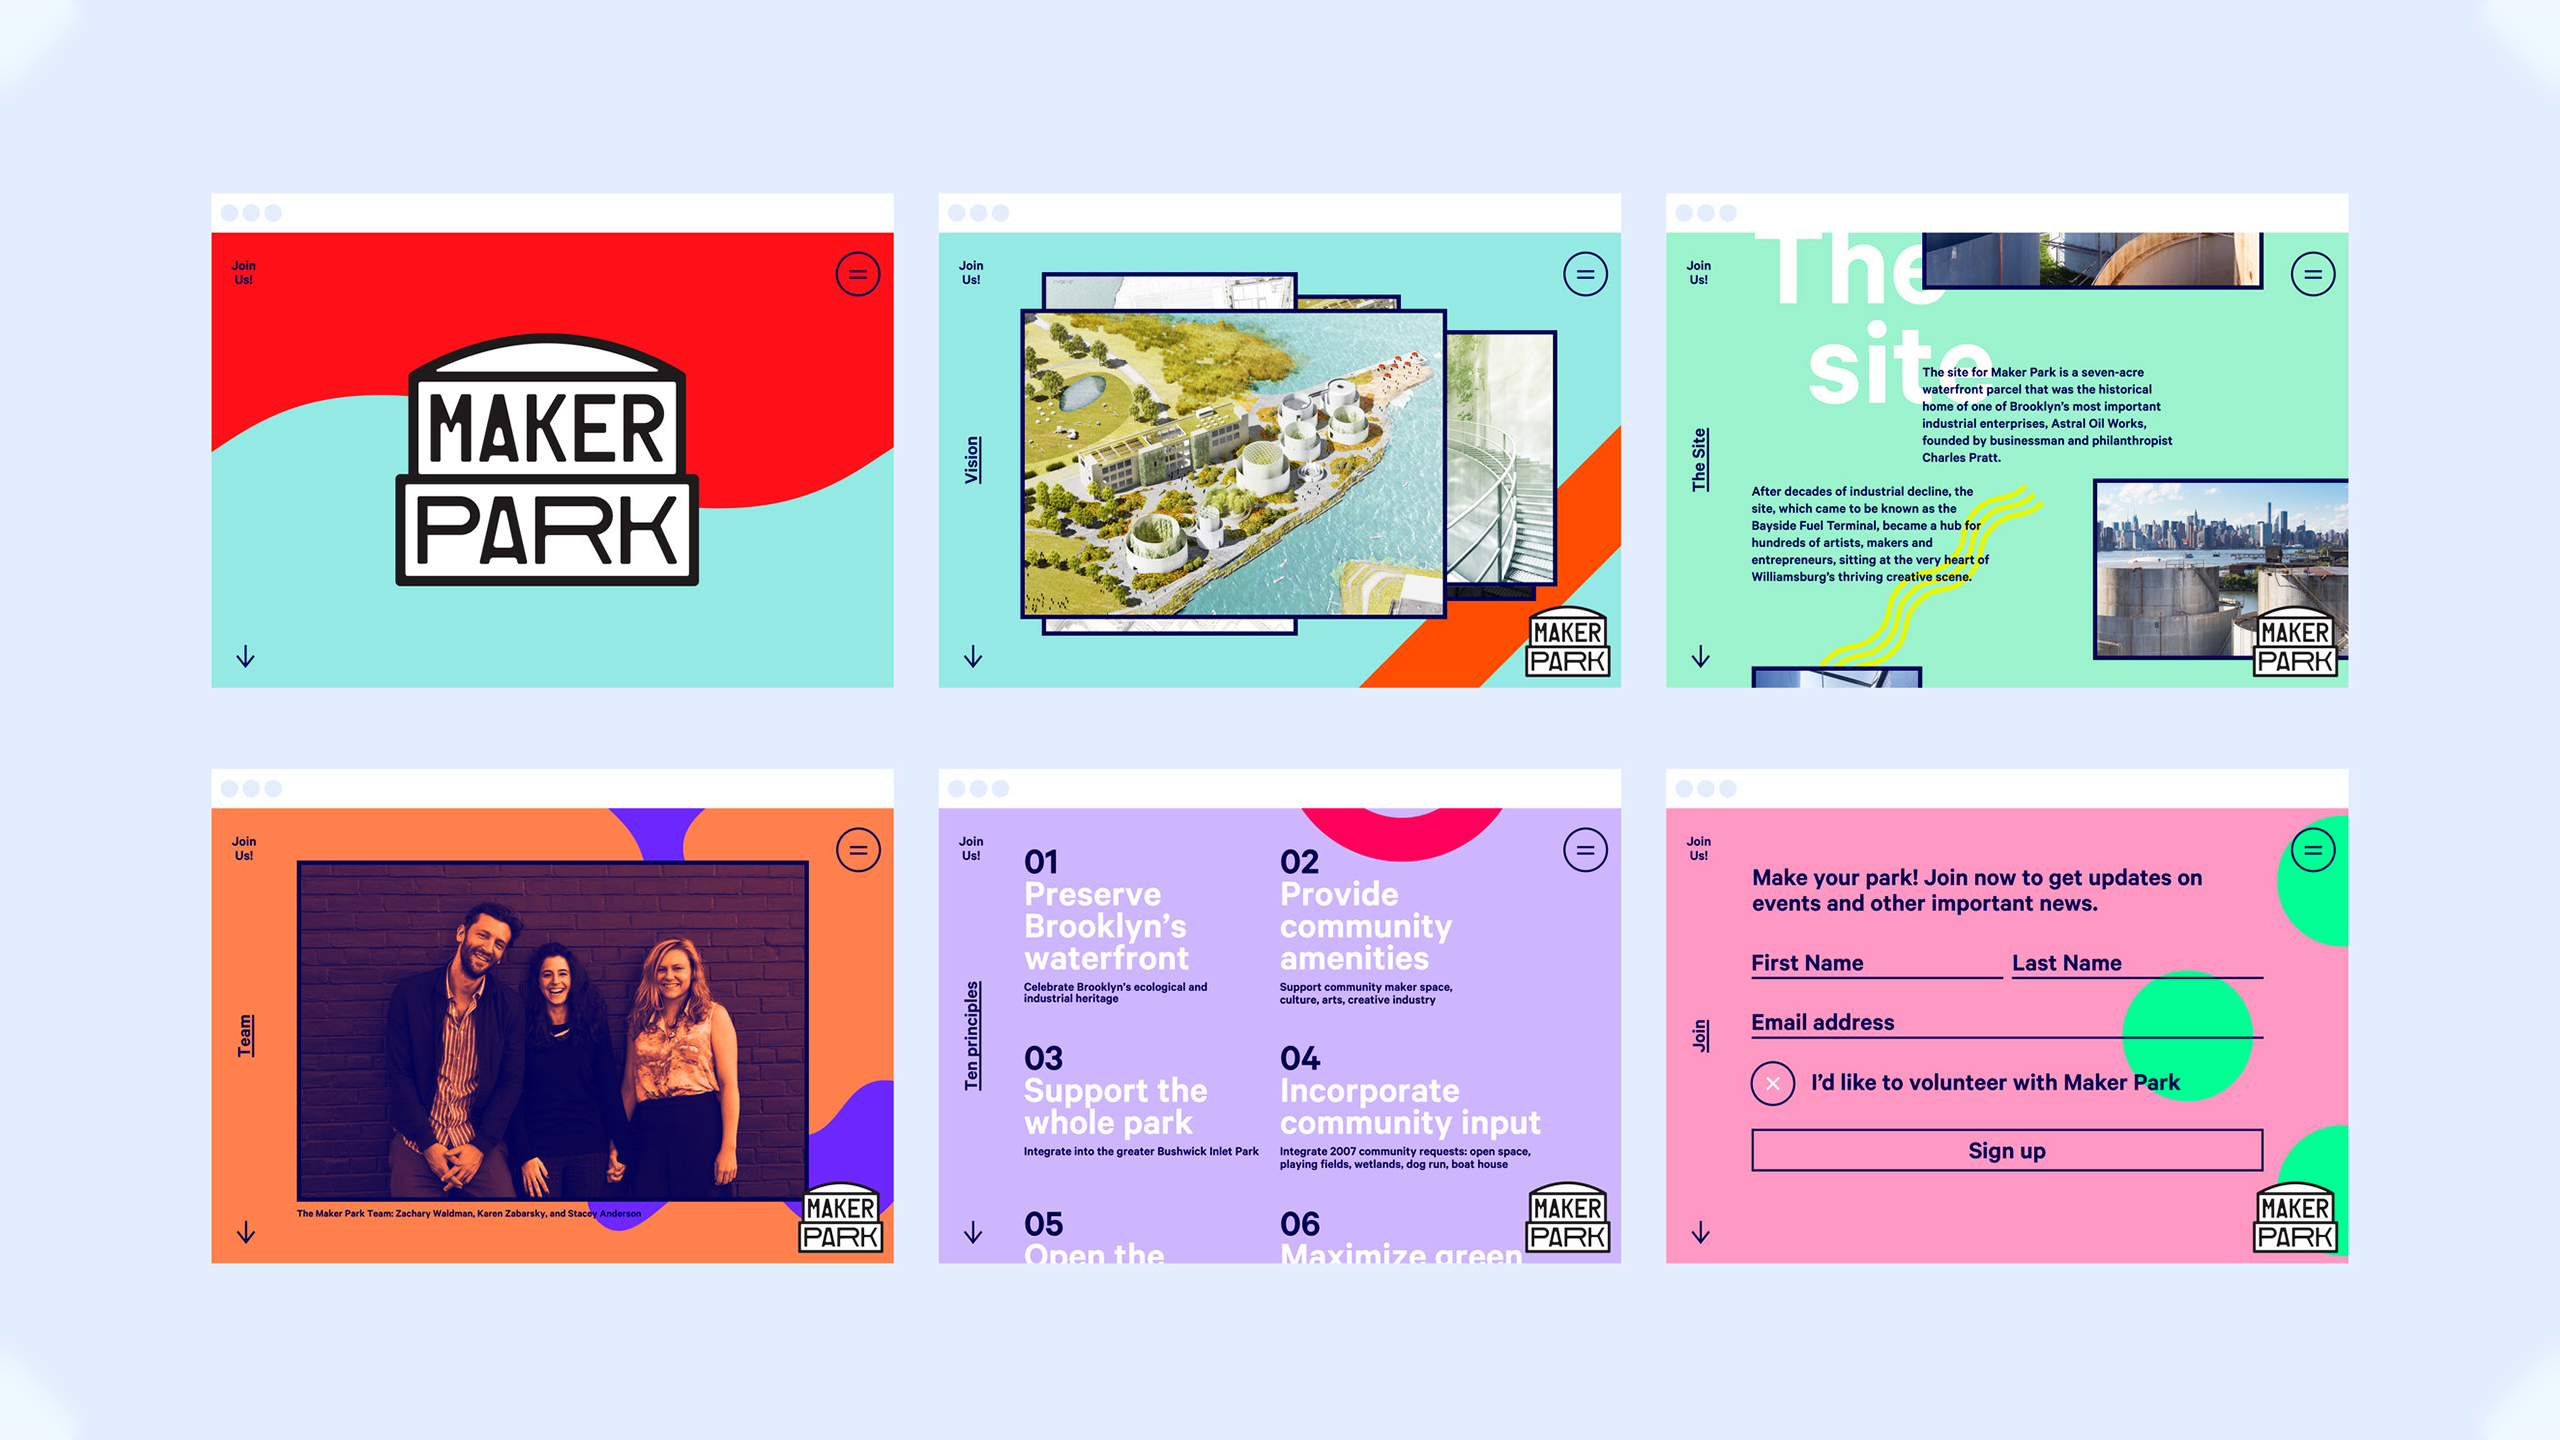 Join
Us!
MAKER
PARK
Join
Us!
Vision
MAKER
PARK
Join
Us!
The
site
The site for Maker Park is a seven-acre
waterfront parcel that was the historical
home of one of Brooklyn's most important
industrial enterprises, Astral Oil Works,
founded by businessman and philanthropist
Charles Pratt.
The Site
After decades of industrial decline, the
site, which came to be known as the
Bayside Fuel Terminal, became a hub for
hundreds of artists, makers and
entrepreneurs, sitting at the very heart of
Williamsburg's thriving creative scene.
MAKER
PARK
Join
Us!
Team
The Maker Park Team: Zachary Waldman, Karen Zabarsky, and Stacey Anderson
MAKER
PARK
Join
Us!
Ten principles
01
Preserve
Brooklyn's
waterfront
Celebrate Brooklyn's ecological and
industrial heritage
02
Provide
community
amenities
Support community maker space,
culture, arts, creative industry
03
Support the
whole park
Integrate into the greater Bushwick Inlet Park
04
Incorporate
community input
Integrate 2007 community requests: open space,
playing fields, wetlands, dog run, boat house
05
Open the
06
Maximize green
MAKER
PARK
Join
Us!
Join
Make your park! Join now to get updates on
events and other important news.
First Name
Last Name
Email address
I'd like to volunteer with Maker Park
Sign up
MAKER
PARK